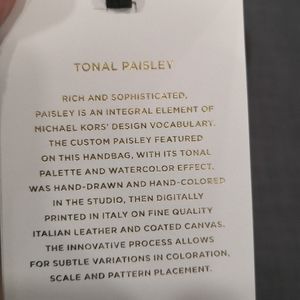 TONAL PAISLEY
RICH AND SOPHISTICATED,
PAISLEY IS AN INTEGRAL ELEMENT OF
MICHAEL KORS' DESIGN VOCABULARY.
THE CUSTOM PAISLEY FEATURED
ON THIS HANDBAG, WITH ITS TONAL
PALETTE AND WATERCOLOR EFFECT,
WAS HAND-DRAWN AND HAND-COLORED
IN THE STUDIO, THEN DIGITALLY
PRINTED IN ITALY ON FINE QUALITY
ITALIAN LEATHER AND COATED CANVAS.
THE INNOVATIVE PROCESS ALLOWS
FOR SUBTLE VARIATIONS IN COLORATION,
SCALE AND PATTERN PLACEMENT.